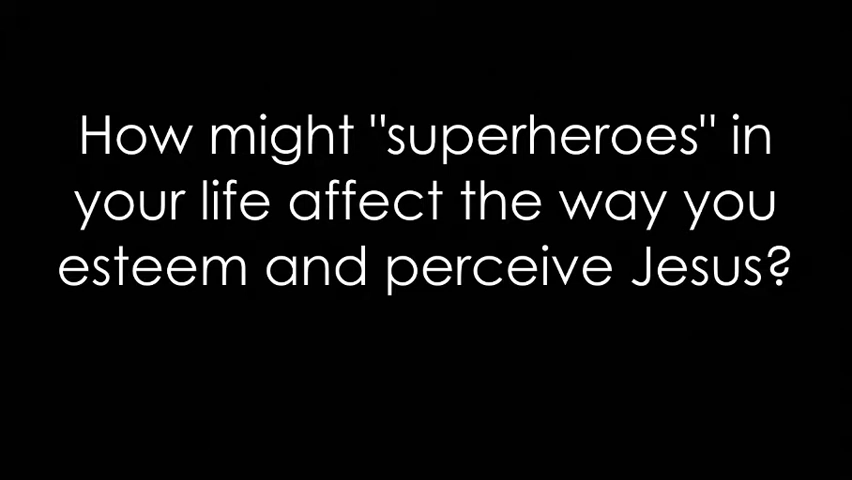 How might "superheroes" in
your life affect the way you
esteem and perceive Jesus?